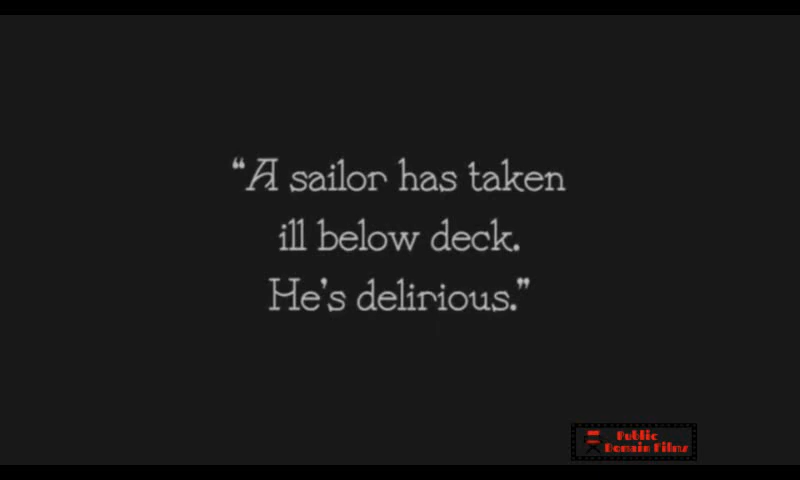 “A sailor has taken
ill below deck.
He’s delirious.”
Public
Domain Films